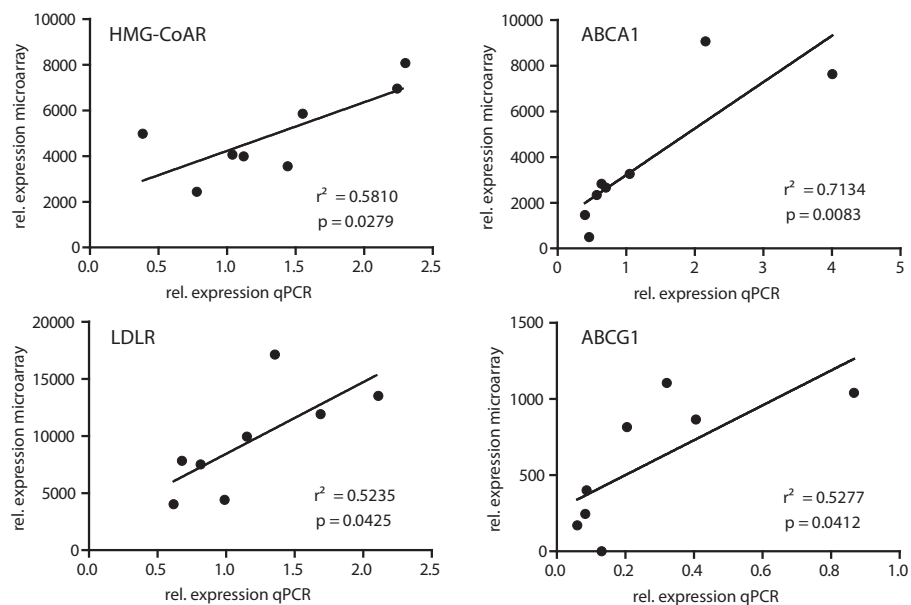 HMG-CoAR
rel. expression microarray
10000
8000
6000
4000
2000
0
r² = 0.5810
p = 0.0279
0.0 0.5 1.0 1.5 2.0 2.5
rel. expression qPCR
ABCA1
rel. expression microarray
10000
8000
6000
4000
2000
0
r² = 0.7134
p = 0.0083
0 1 2 3 4 5
rel. expression qPCR
LDLR
rel. expression microarray
20000
15000
10000
5000
0
r² = 0.5235
p = 0.0425
0.0 0.5 1.0 1.5 2.0 2.5
rel. expression qPCR
ABCG1
rel. expression microarray
1500
1000
500
0
r² = 0.5277
p = 0.0412
0.0 0.2 0.4 0.6 0.8 1.0
rel. expression qPCR